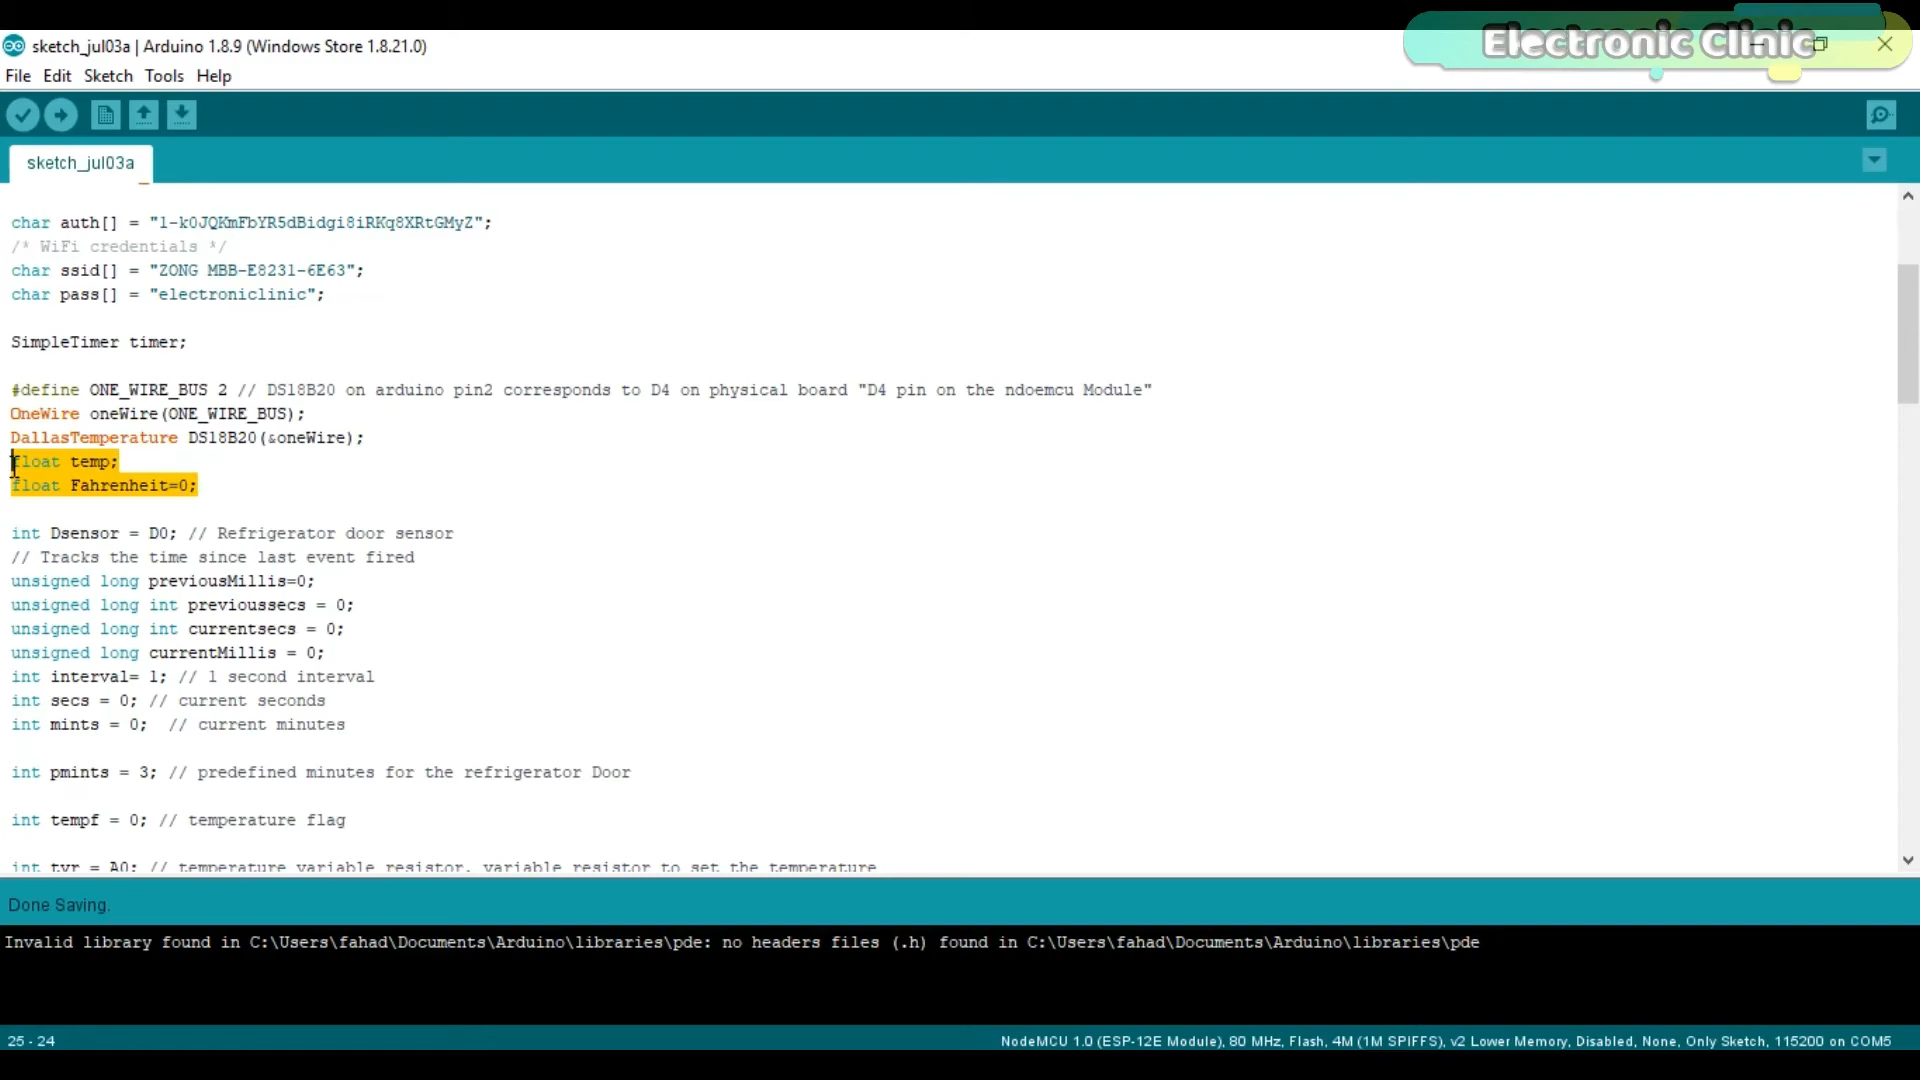 Electronic Clinic
sketch_jul03a | Arduino 1.8.9 (Windows Store 1.8.21.0)
File Edit Sketch Tools Help
sketch_jul03a
char auth[] = "l-k0JQKmFbYR5dBidgi8iRKq8XRtGMyZ";
/* WiFi credentials */
char ssid[] = "ZONG MBB-E8231-6E63";
char pass[] = "electroniclinic";
SimpleTimer timer;
#define ONE_WIRE_BUS 2 // DS18B20 on arduino pin2 corresponds to D4 on physical board "D4 pin on the ndoemcu Module"
OneWire oneWire(ONE_WIRE_BUS);
DallasTemperature DS18B20(&oneWire);
float temp;
float Fahrenheit=0;
int Dsensor = D0; // Refrigerator door sensor
// Tracks the time since last event fired
unsigned long previousMillis=0;
unsigned long int previoussecs = 0;
unsigned long int currentsecs = 0;
unsigned long currentMillis = 0;
int interval= 1; // 1 second interval
int secs = 0; // current seconds
int mints = 0;  // current minutes
int pmints = 3; // predefined minutes for the refrigerator Door
int tempf = 0; // temperature flag
int tvr = A0; // temperature variable resistor, variable resistor to set the temperature
Done Saving.
Invalid library found in C:\Users\fahad\Documents\Arduino\libraries\pde: no headers files (.h) found in C:\Users\fahad\Documents\Arduino\libraries\pde
25 - 24
NodeMCU 1.0 (ESP-12E Module), 80 MHz, Flash, 4M (1M SPIFFS), v2 Lower Memory, Disabled, None, Only Sketch, 115200 on COM5